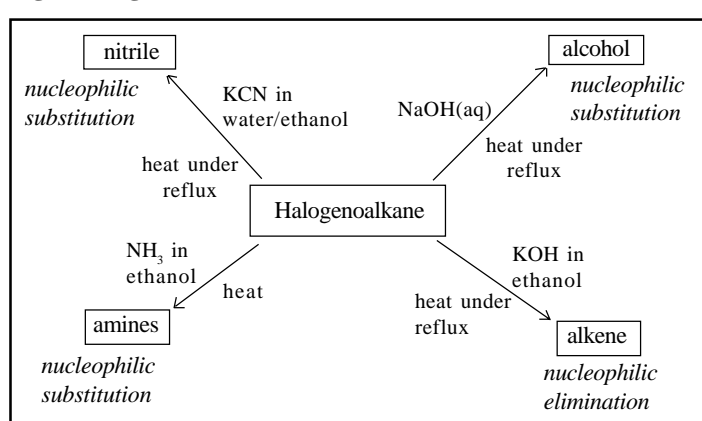 nitrile
nucleophilic
substitution
KCN in
water/ethanol
heat under
reflux
alcohol
nucleophilic
substitution
NaOH(aq)
heat under
reflux
Halogenoalkane
NH₃ in
ethanol
heat
amines
nucleophilic
substitution
KOH in
ethanol
heat under
reflux
alkene
nucleophilic
elimination